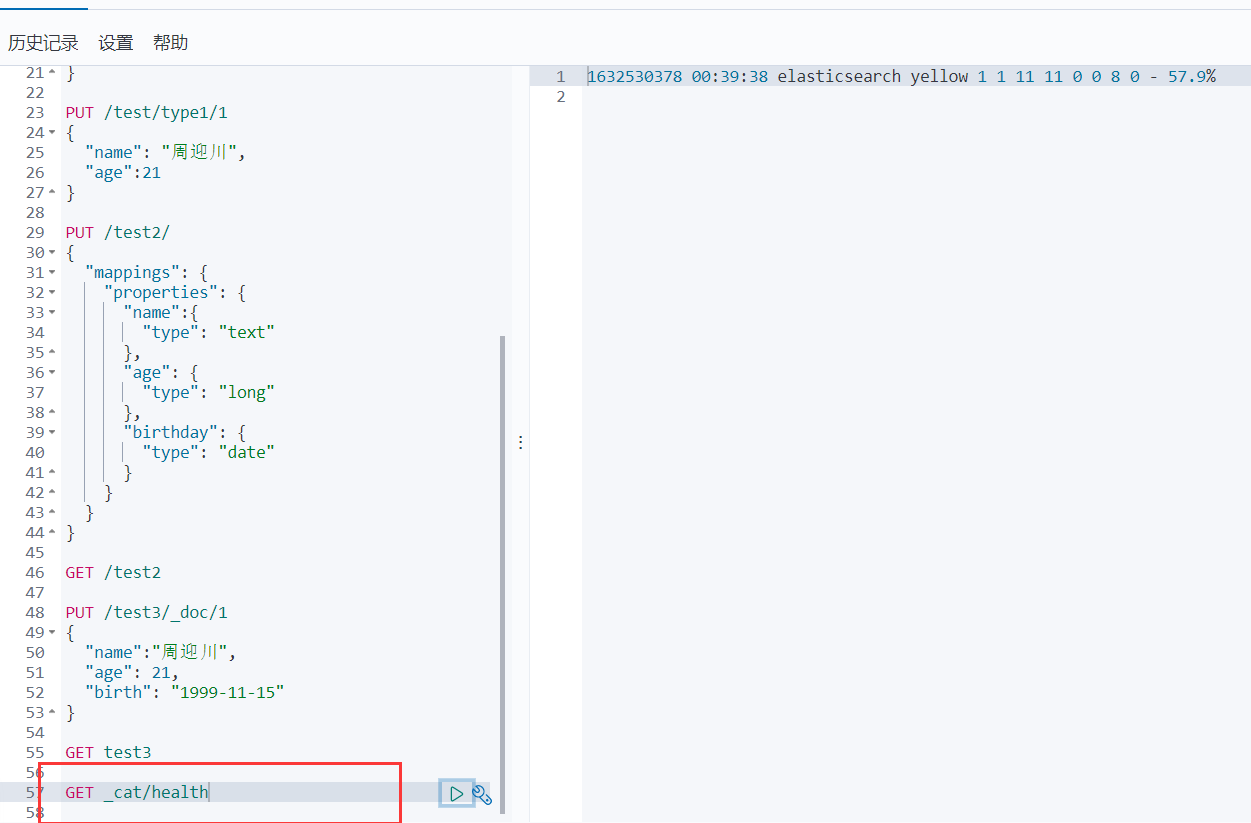 历史记录 设置 帮助
21 }
22
23 PUT /test/type1/1
24 {
25 "name": "周迎川",
26 "age":21
27 }
28
29 PUT /test2/
30 {
31 "mappings": {
32 "properties": {
33 "name":{
34 "type": "text"
35 },
36 "age": {
37 "type": "long"
38 },
39 "birthday": {
40 "type": "date"
41 }
42 }
43 }
44 }
45
46 GET /test2
47
48 PUT /test3/_doc/1
49 {
50 "name":"周迎川",
51 "age": 21,
52 "birth": "1999-11-15"
53 }
54
55 GET test3
56
57 GET _cat/health
58
1 1632530378 00:39:38 elasticsearch yellow 1 1 11 11 0 0 8 0 - 57.9%
2